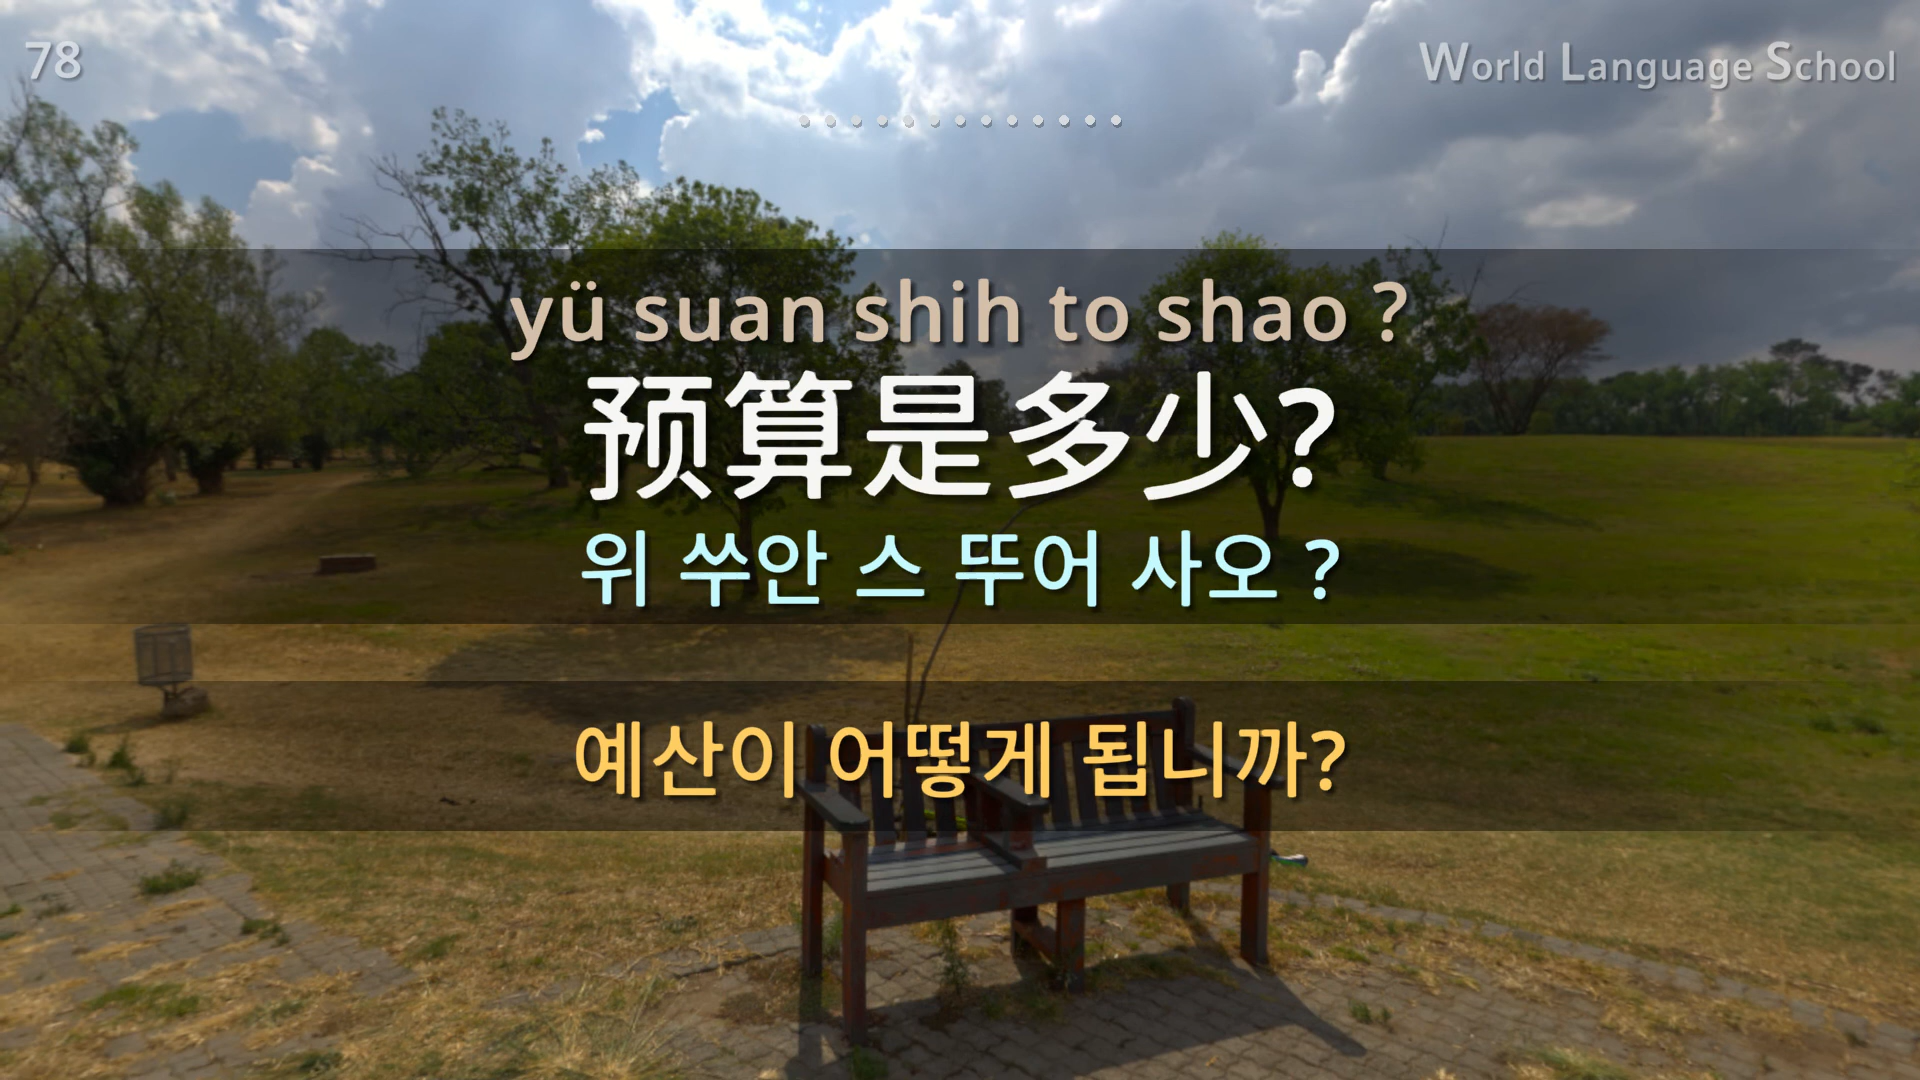 78
World Language School
yü suan shih to shao ?
预算是多少?
위 쑤안 스 뚜어 사오 ?
예산이 어떻게 됩니까?